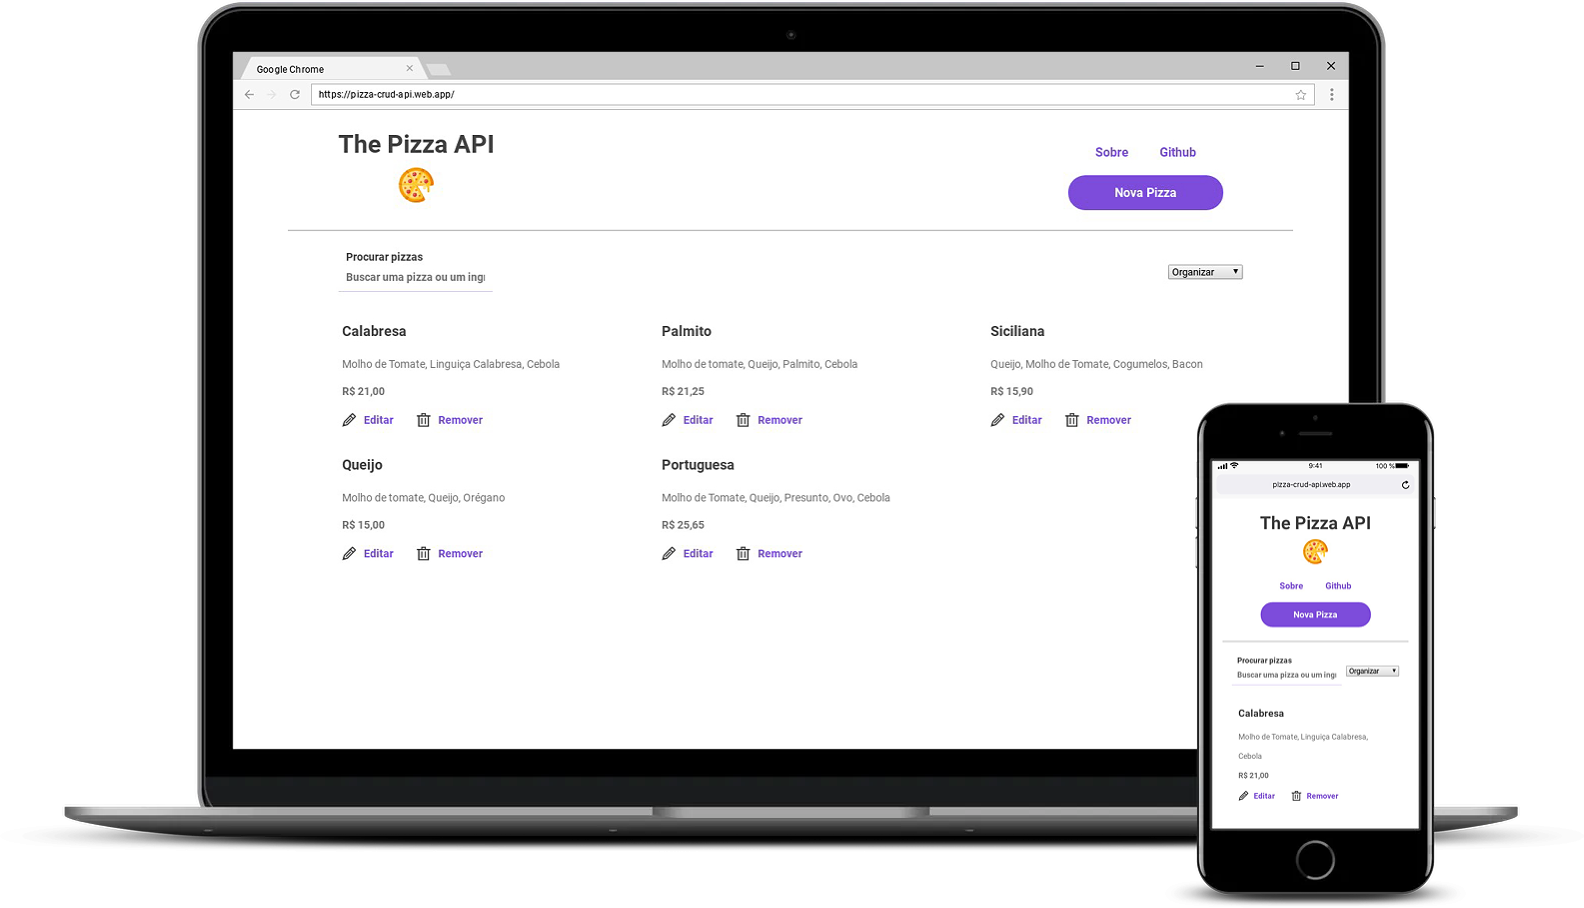 Google Chrome
https://pizza-crud-api.web.app/
The Pizza API
Sobre Github
Nova Pizza
Procurar pizzas
Buscar uma pizza ou um ingr
Organizar
Calabresa
Molho de Tomate, Linguiça Calabresa, Cebola
R$ 21,00
Editar Remover
Palmito
Molho de tomate, Queijo, Palmito, Cebola
R$ 21,25
Editar Remover
Siciliana
Queijo, Molho de Tomate, Cogumelos, Bacon
R$ 15,90
Editar Remover
Queijo
Molho de tomate, Queijo, Orégano
R$ 15,00
Editar Remover
Portuguesa
Molho de Tomate, Queijo, Presunto, Ovo, Cebola
R$ 25,65
Editar Remover
9:41 100 %
pizza-crud-api.web.app
The Pizza API
Sobre Github
Nova Pizza
Procurar pizzas
Buscar uma pizza ou um ingr
Organizar
Calabresa
Molho de Tomate, Linguiça Calabresa,
Cebola
R$ 21,00
Editar Remover